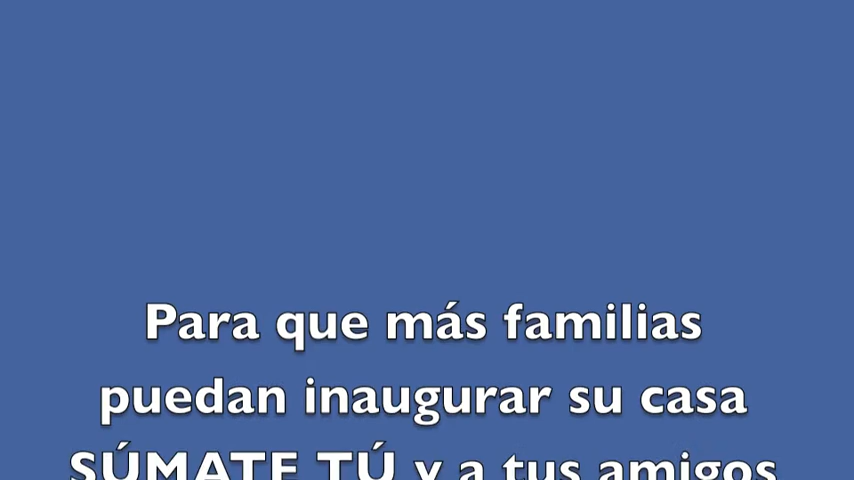 Para que más familias
puedan inaugurar su casa
SÚMATE TÚ y a tus amigos